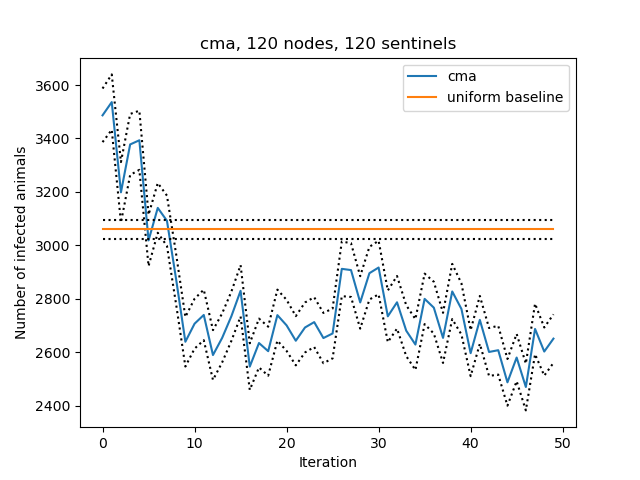 cma, 120 nodes, 120 sentinels
cma
uniform baseline
3600
3400
3200
3000
2800
2600
2400
Number of infected animals
0
10
20
30
40
50
Iteration